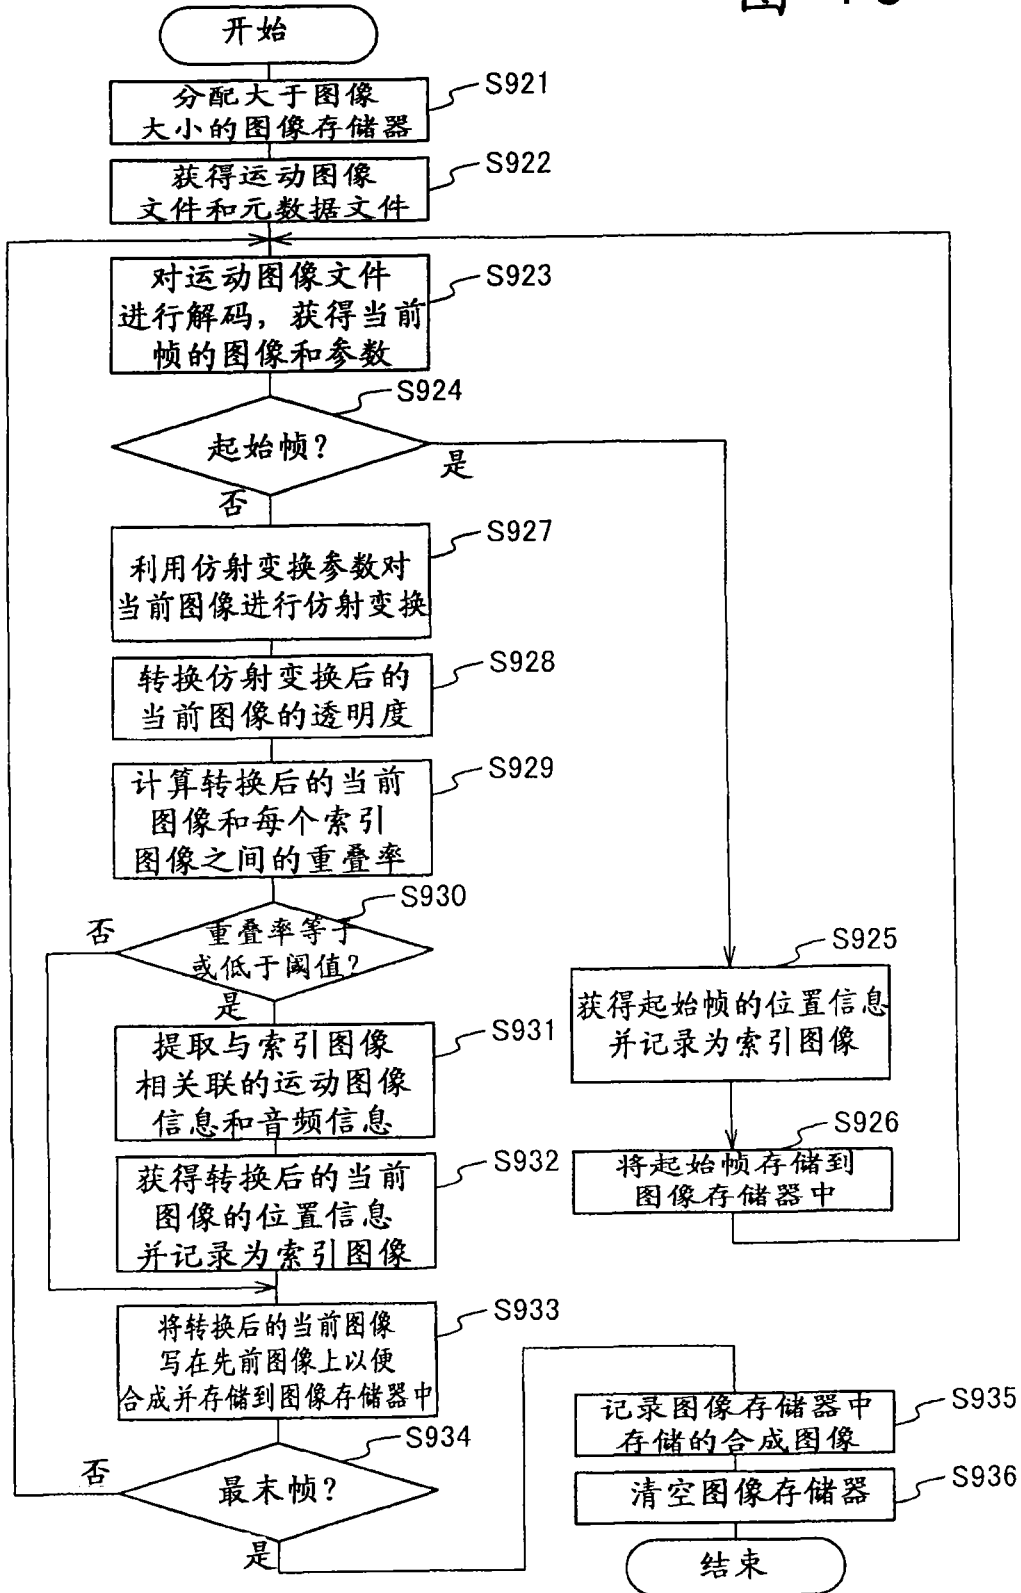 图
开始
分配大于图像
大小的图像存储器
S921
获得运动图像
文件和元数据文件
S922
对运动图像文件
进行解码，获得当前
帧的图像和参数
S923
起始帧？
S924
是
否
利用仿射变换参数对
当前图像进行仿射变换
S927
转换仿射变换后的
当前图像的透明度
S928
计算转换后的当前
图像和每个索引
图像之间的重叠率
S929
重叠率等于
或低于阈值？
S930
否
是
获得起始帧的位置信息
并记录为索引图像
S925
将起始帧存储到
图像存储器中
S926
提取与索引图像
相关联的运动图像
信息和音频信息
S931
获得转换后的当前
图像的位置信息
并记录为索引图像
S932
将转换后的当前图像
写在先前图像上以便
合成并存储到图像存储器中
S933
最末帧？
S934
否
是
记录图像存储器中
存储的合成图像
S935
清空图像存储器
S936
结束